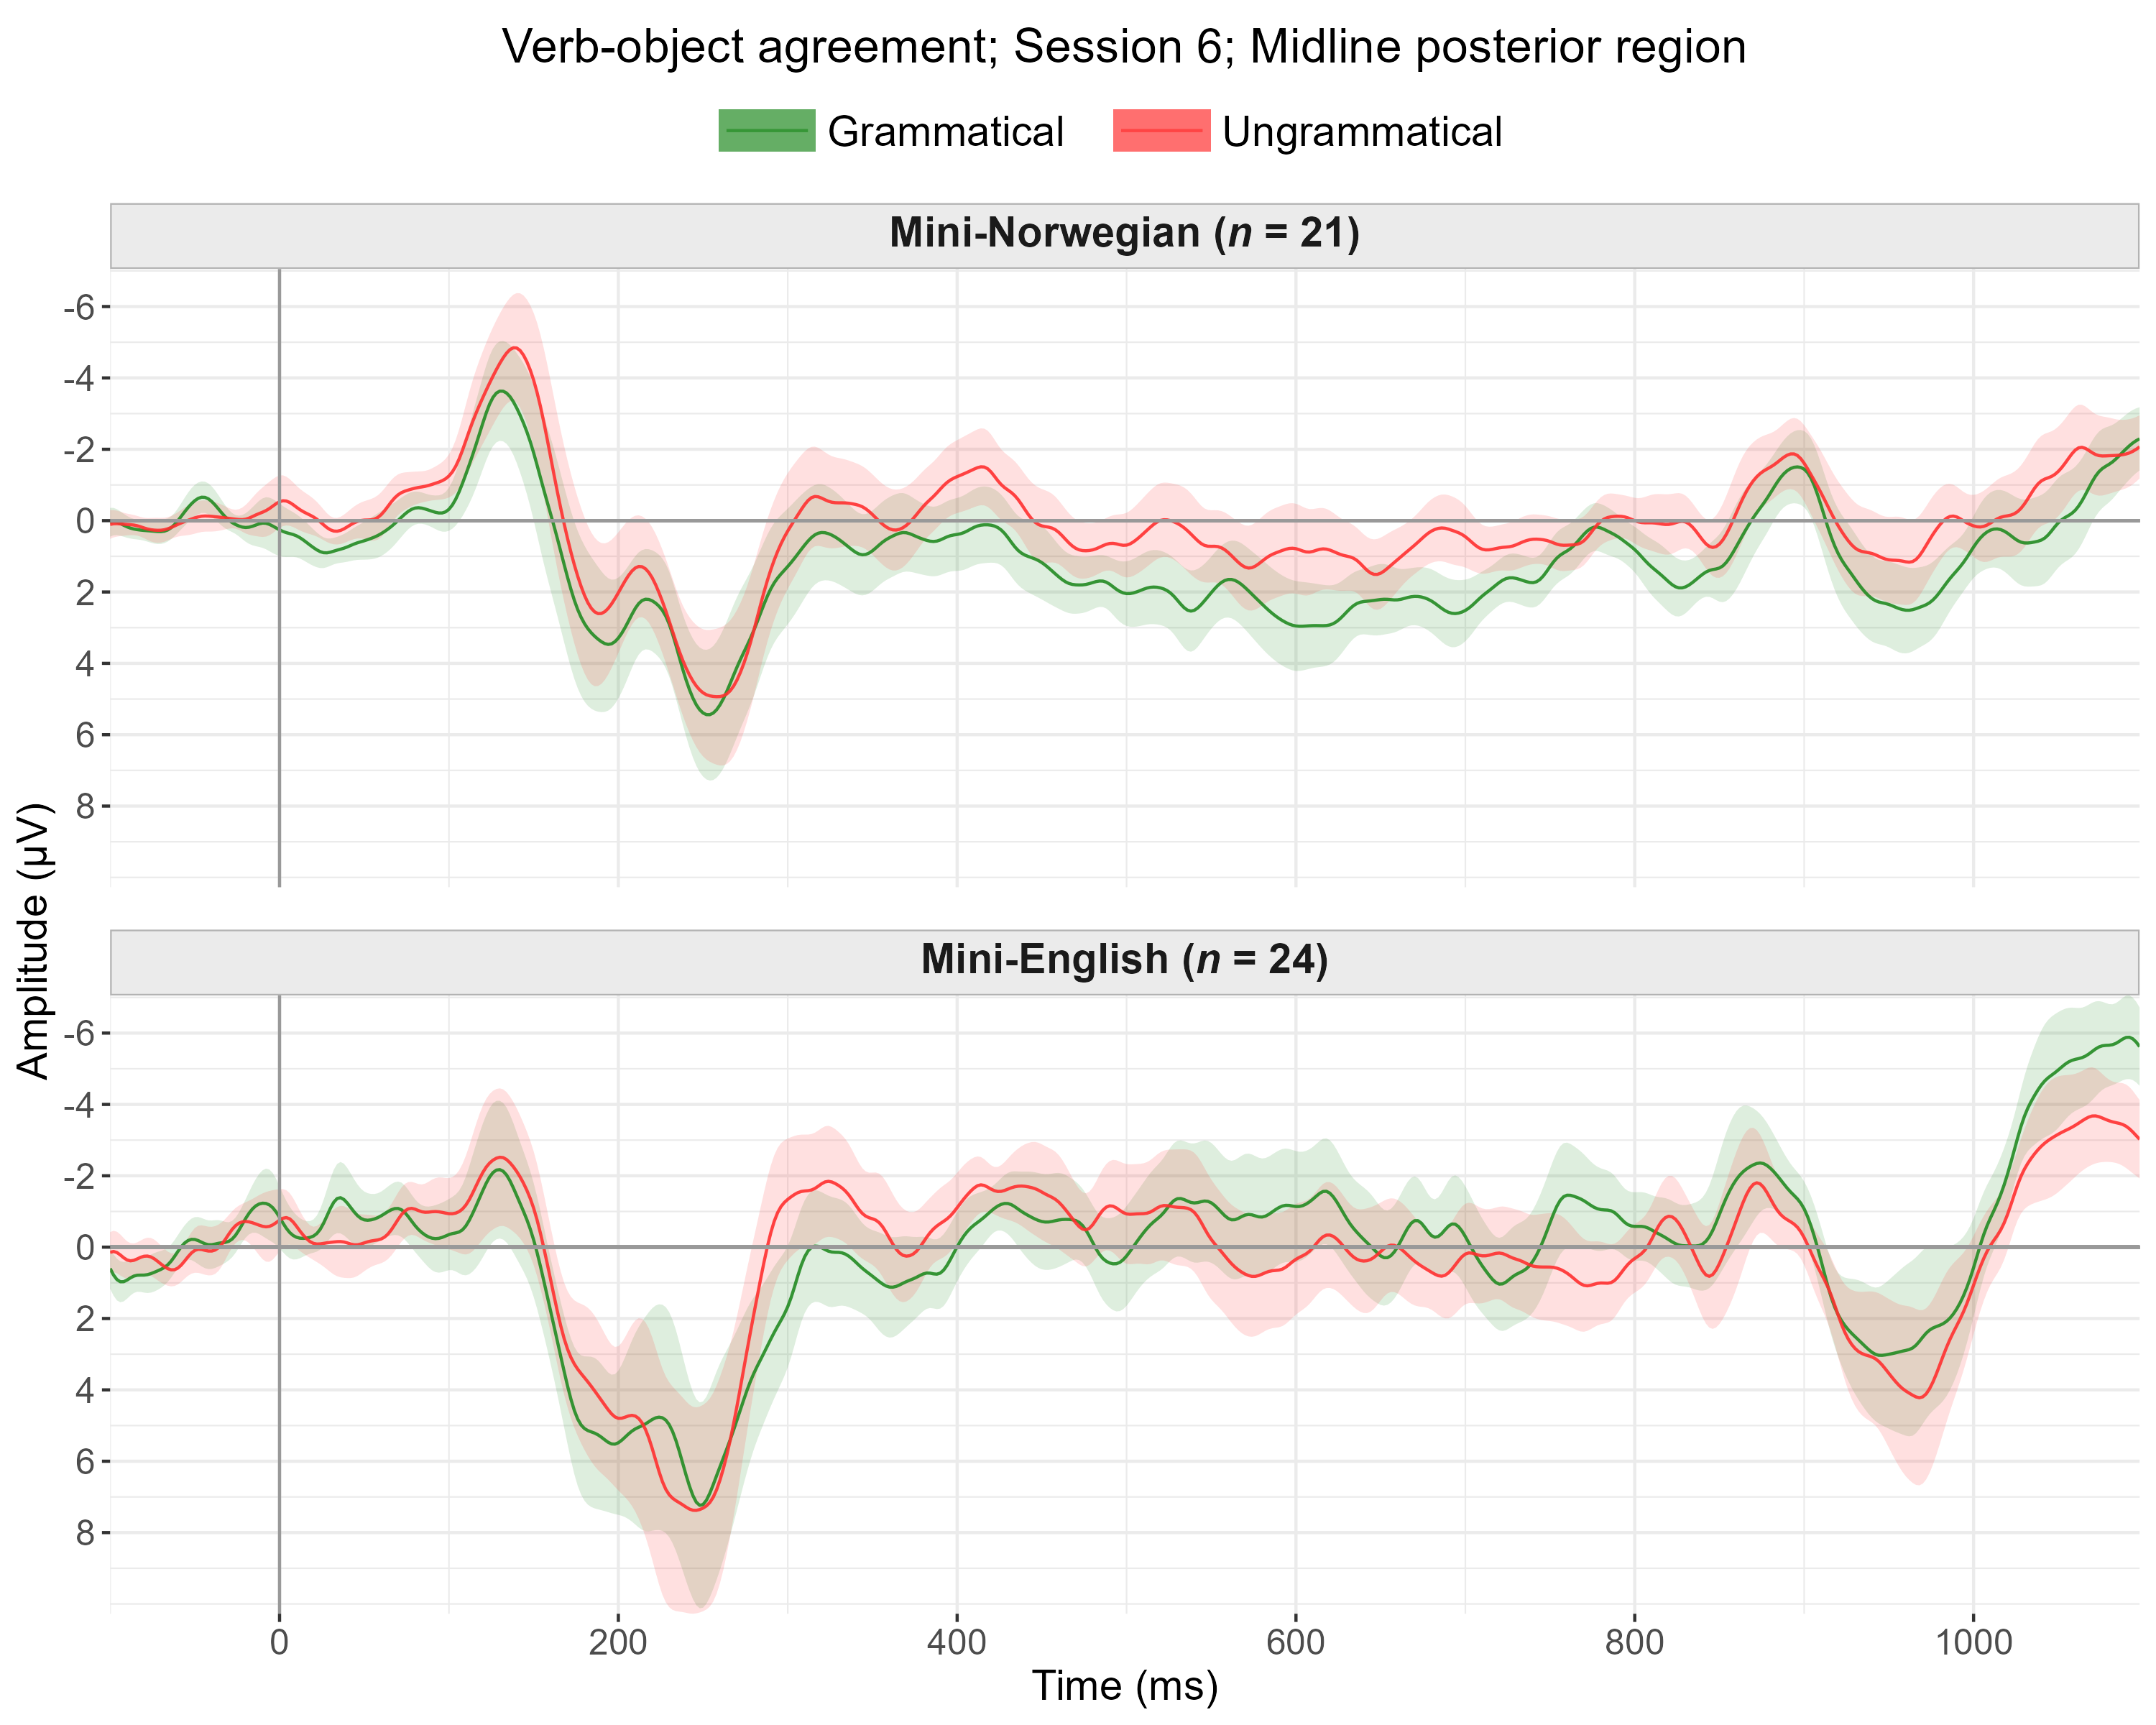 Verb-object agreement; Session 6; Midline posterior region
Grammatical Ungrammatical
Mini-Norwegian (n = 21)
-6
-4
-2
0
2
4
6
8
Amplitude (µV)
Mini-English (n = 24)
-6
-4
-2
0
2
4
6
8
0 200 400 600 800 1000
Time (ms)